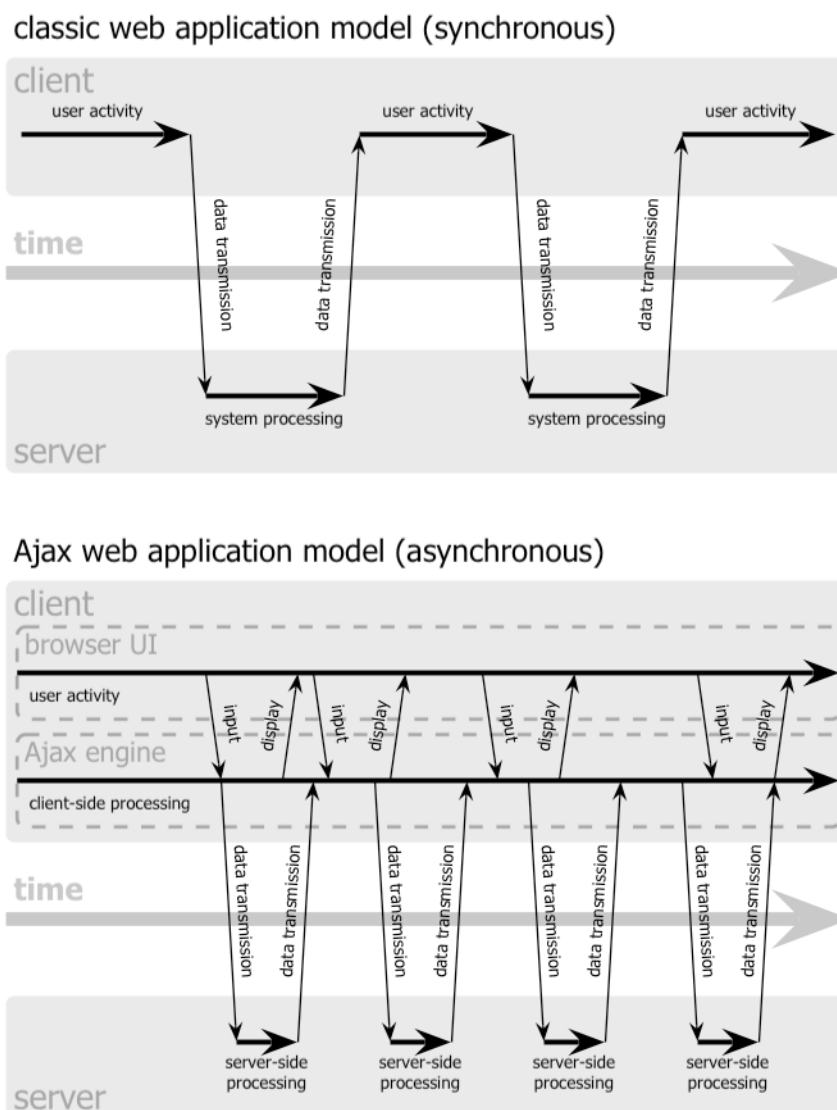 classic web application model (synchronous)
client
user activity
user activity
user activity
data transmission
data transmission
data transmission
data transmission
time
system processing
system processing
server
Ajax web application model (asynchronous)
client
browser UI
user activity
input
display
input
display
input
display
input
display
Ajax engine
client-side processing
data transmission
data transmission
data transmission
data transmission
data transmission
data transmission
data transmission
data transmission
time
server-side
processing
server-side
processing
server-side
processing
server-side
processing
server